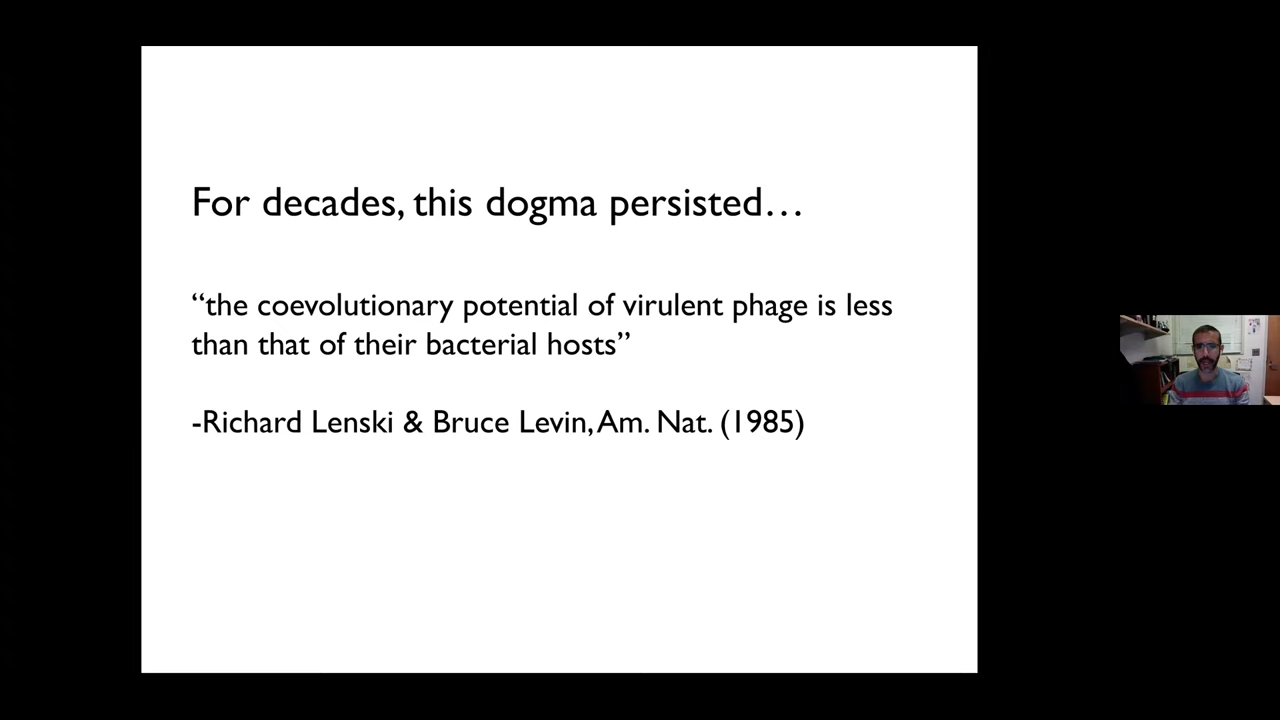 For decades, this dogma persisted…
“the coevolutionary potential of virulent phage is less
than that of their bacterial hosts”
-Richard Lenski & Bruce Levin, Am. Nat. (1985)